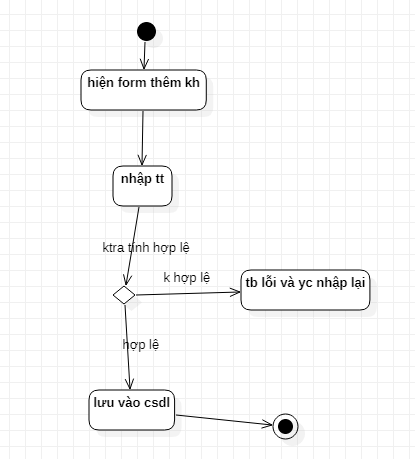 hiện form thêm kh
nhập tt
ktra tính hợp lệ
k hợp lệ
tb lỗi và yc nhập lại
hợp lệ
lưu vào csdl